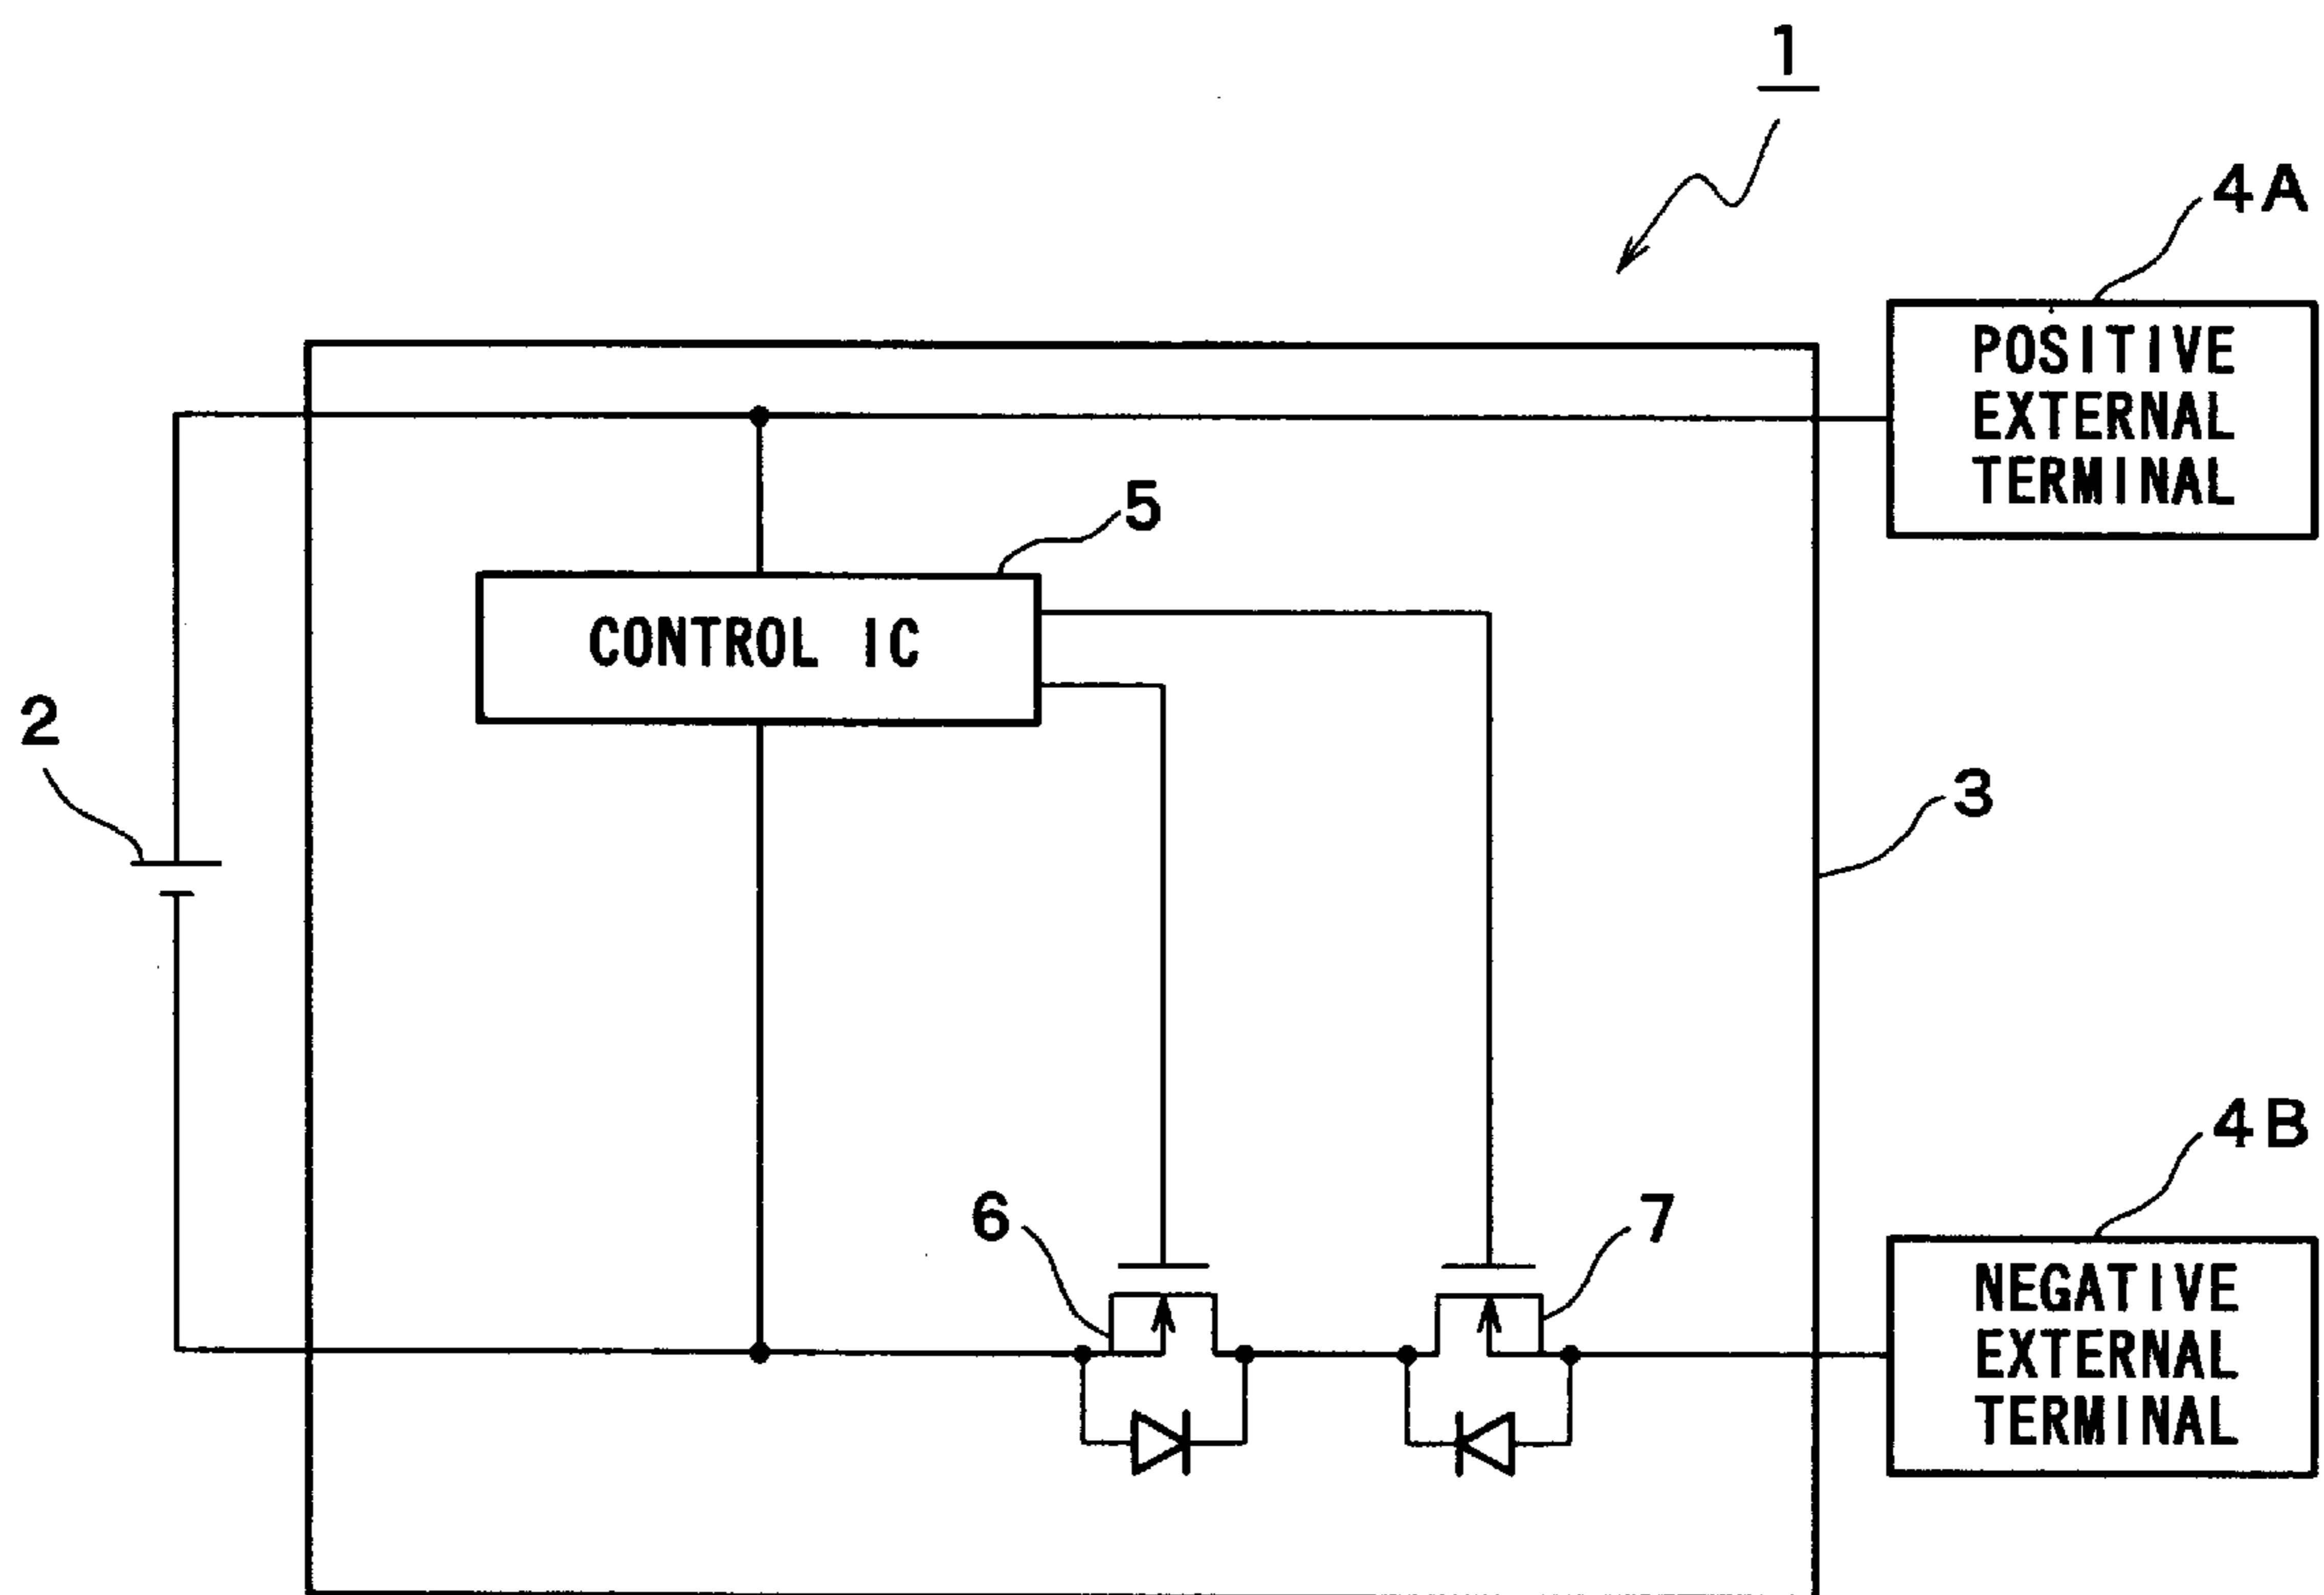 1
4A
POSITIVE
EXTERNAL
TERMINAL
5
CONTROL IC
2
3
4B
6
7
NEGATIVE
EXTERNAL
TERMINAL